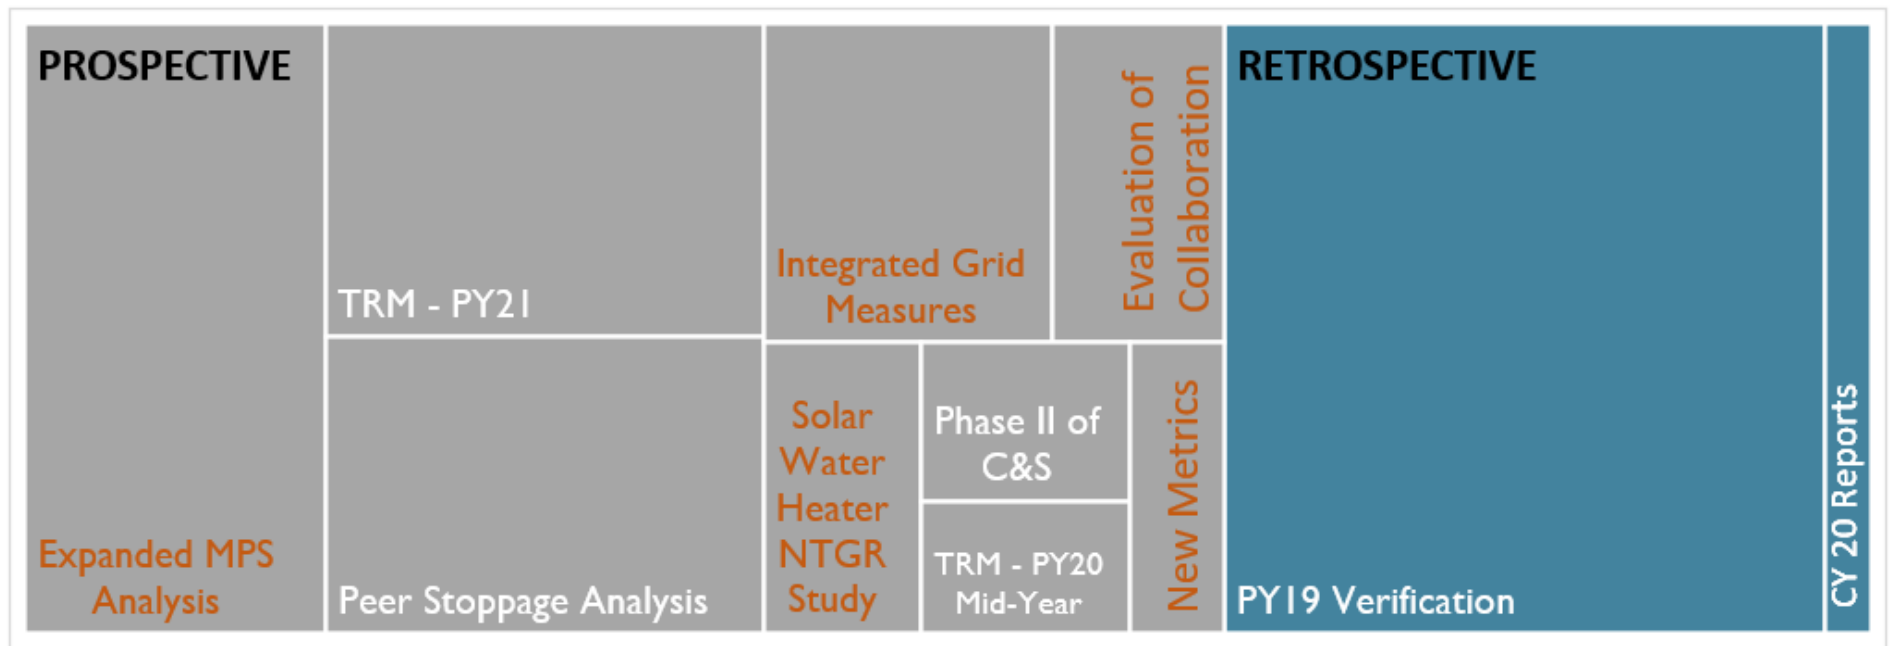 PROSPECTIVE
Expanded MPS
Analysis
TRM - PY21
Peer Stoppage Analysis
Integrated Grid
Measures
Evaluation of
Collaboration
Solar
Water
Heater
NTGR
Study
Phase II of
C&S
TRM - PY20
Mid-Year
New Metrics
RETROSPECTIVE
PY19 Verification
CY 20 Reports